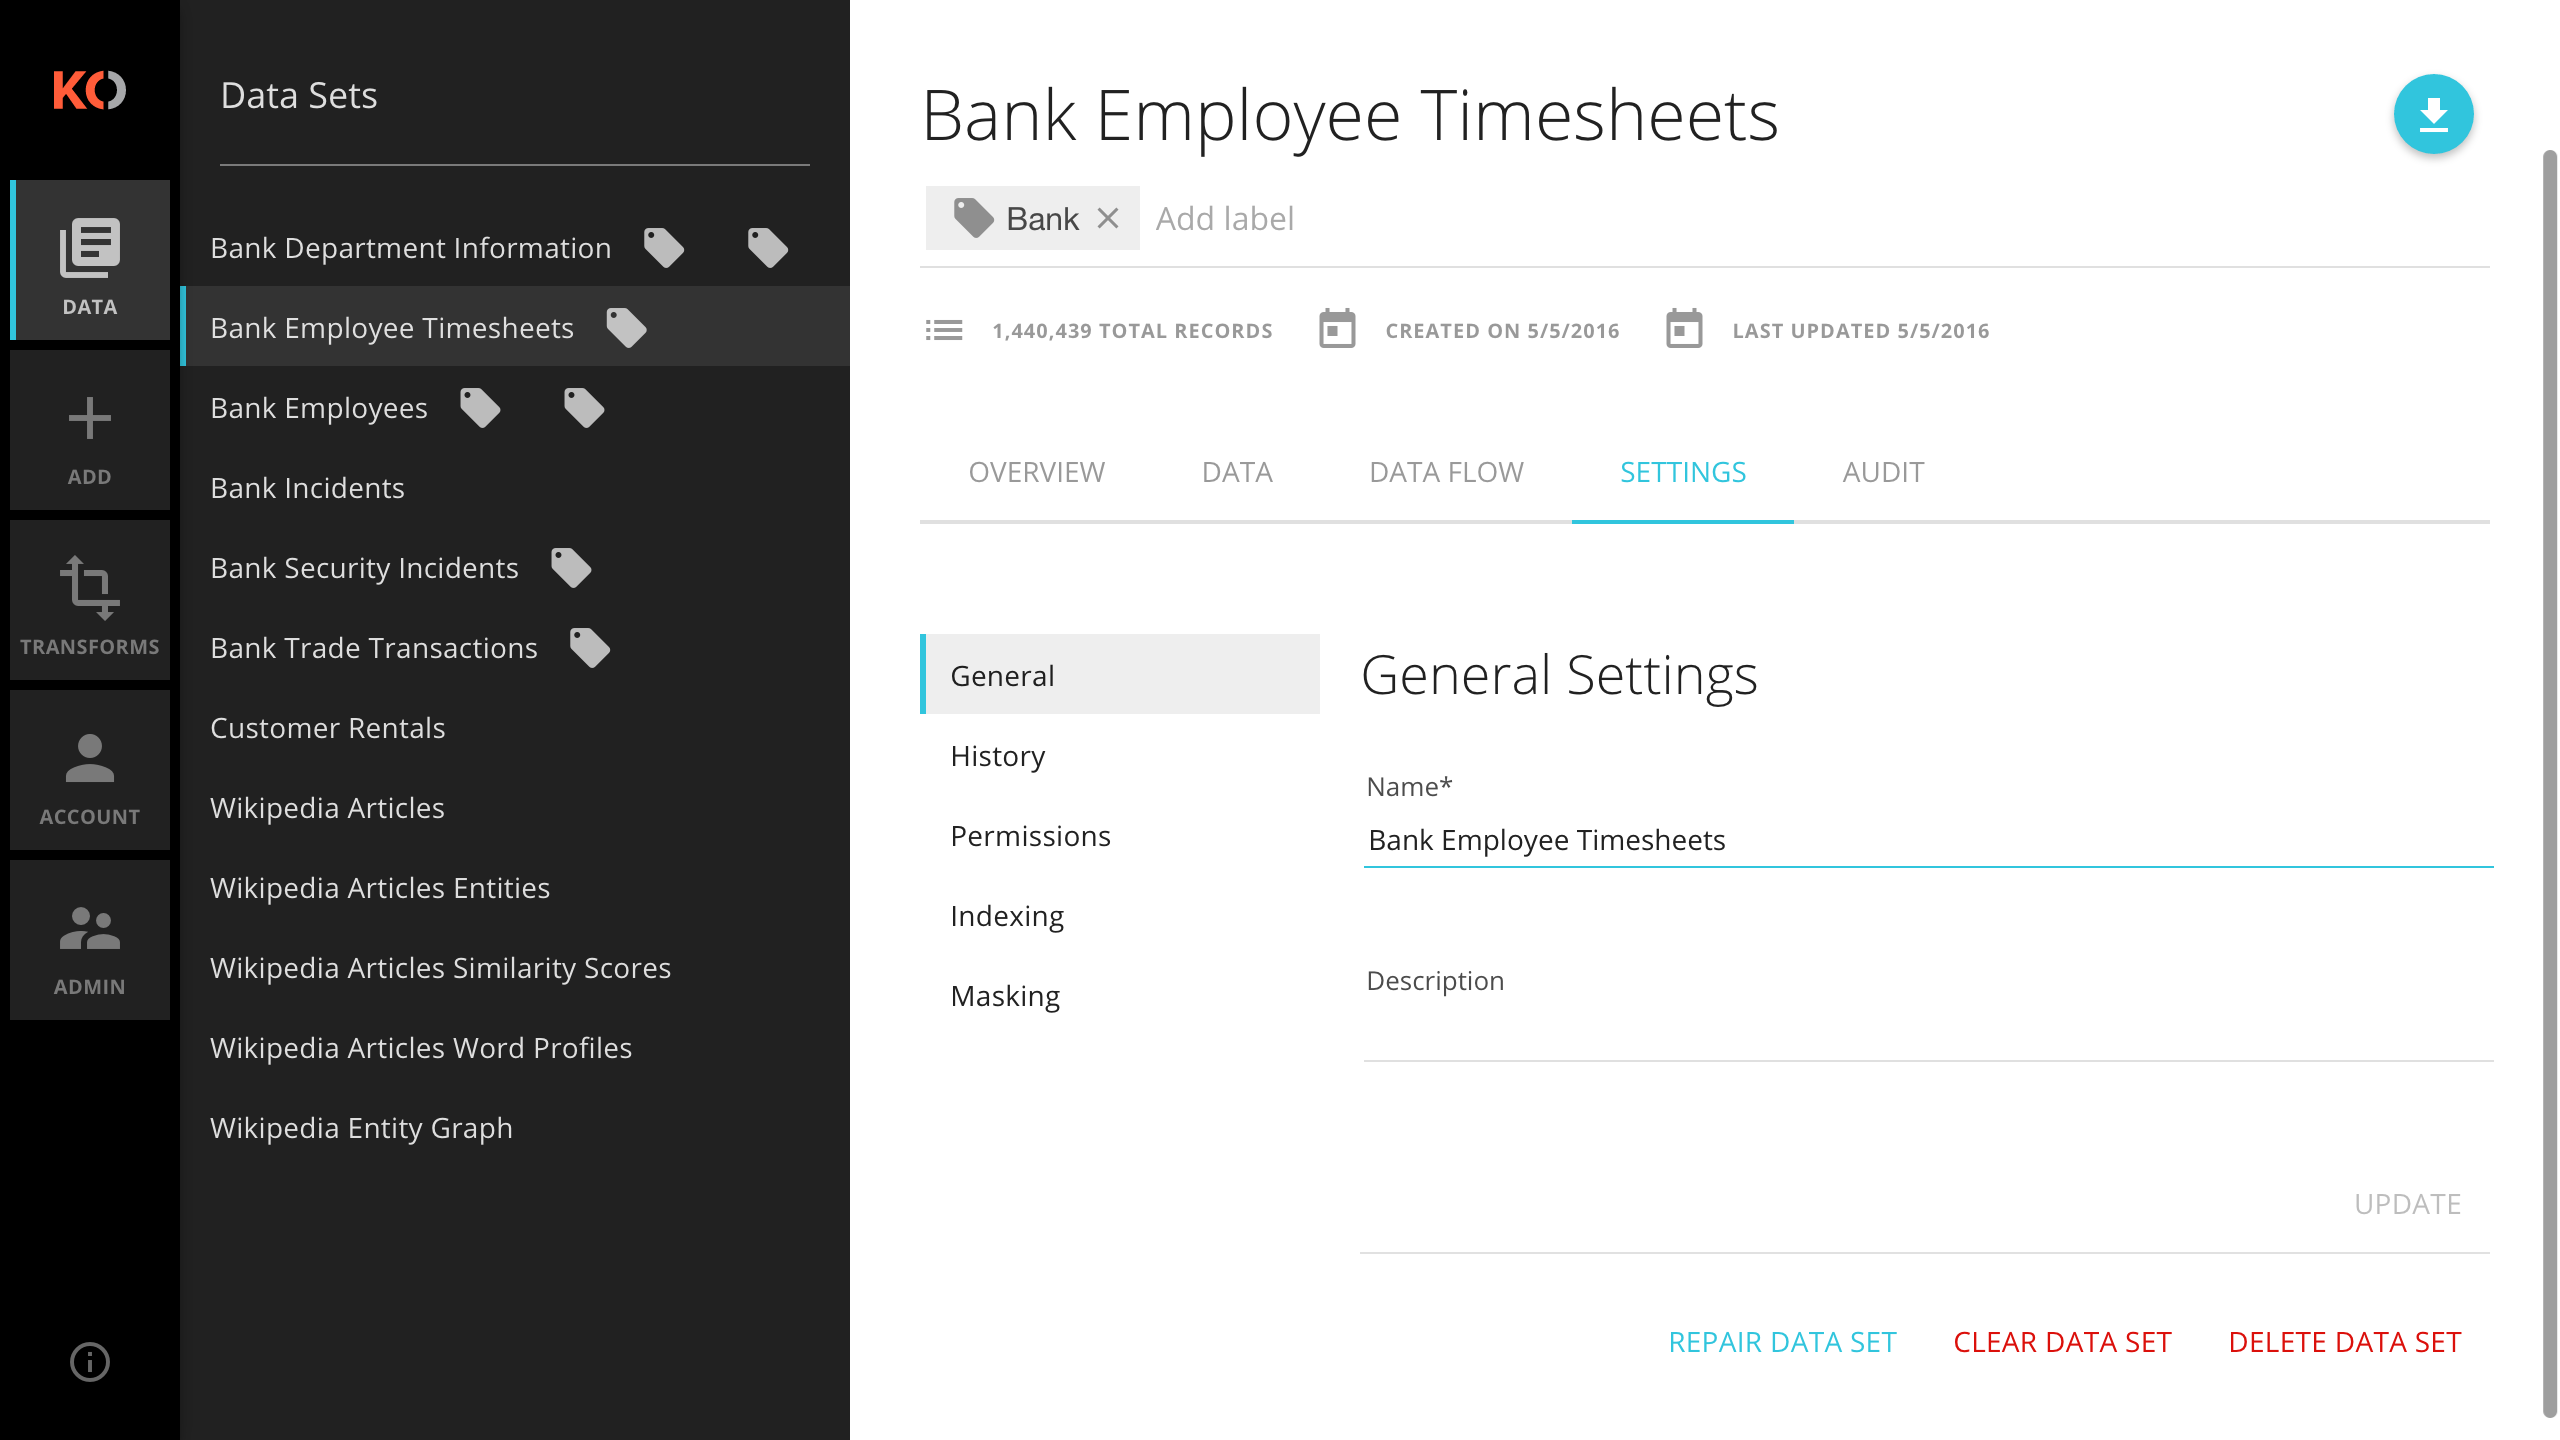 KO
DATA
ADD
TRANSFORMS
ACCOUNT
ADMIN
Data Sets
Bank Department Information
Bank Employee Timesheets
Bank Employees
Bank Incidents
Bank Security Incidents
Bank Trade Transactions
Customer Rentals
Wikipedia Articles
Wikipedia Articles Entities
Wikipedia Articles Similarity Scores
Wikipedia Articles Word Profiles
Wikipedia Entity Graph
Bank Employee Timesheets
Bank Add label
1,440,439 TOTAL RECORDS CREATED ON 5/5/2016 LAST UPDATED 5/5/2016
OVERVIEW DATA DATA FLOW SETTINGS AUDIT
General
History
Permissions
Indexing
Masking
General Settings
Name*
Bank Employee Timesheets
Description
UPDATE
REPAIR DATA SET CLEAR DATA SET DELETE DATA SET